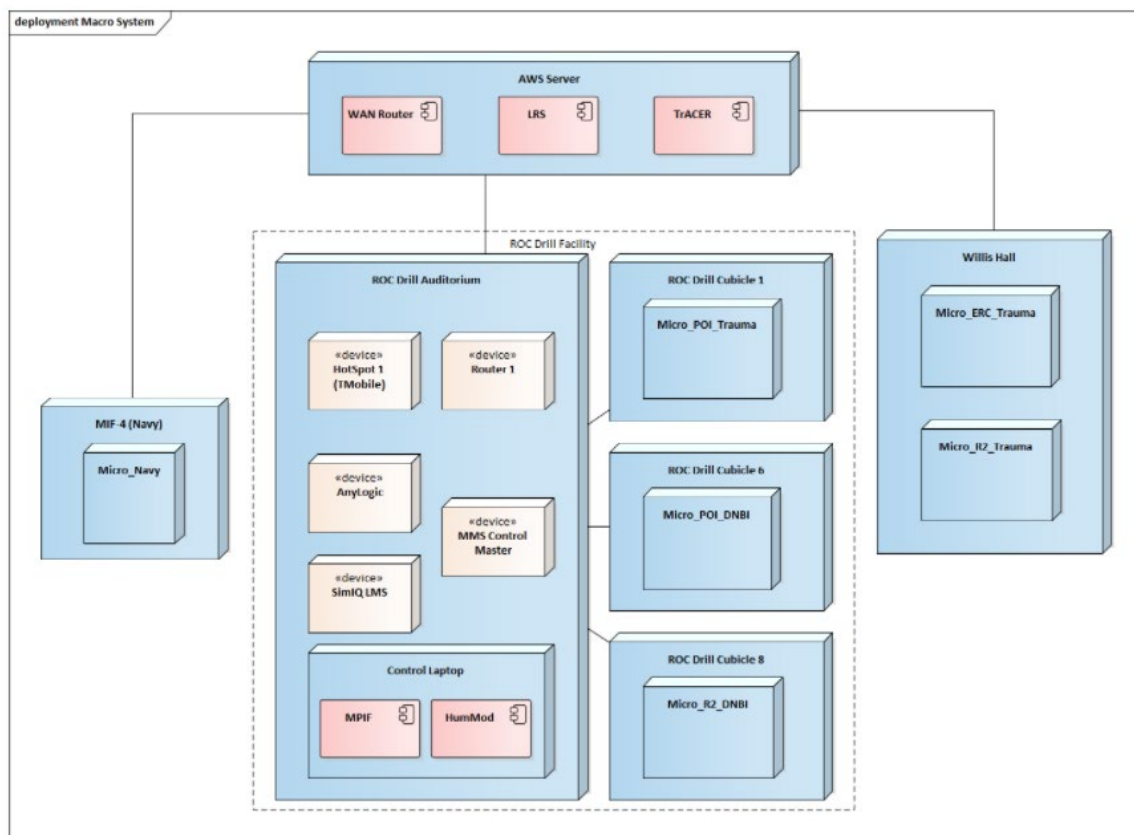 deployment Macro System
AWS Server
WAN Router
LRS
TrACER
ROC Drill Facility
ROC Drill Auditorium
«device»
HotSpot 1
(TMobile)
«device»
Router 1
«device»
AnyLogic
«device»
MMS Control
Master
«device»
SimIQ LMS
Control Laptop
MPIF
HumMod
ROC Drill Cubicle 1
Micro_POI_Trauma
ROC Drill Cubicle 6
Micro_POI_DNBI
ROC Drill Cubicle 8
Micro_R2_DNBI
Willis Hall
Micro_ERC_Trauma
Micro_R2_Trauma
MIF-4 (Navy)
Micro_Navy